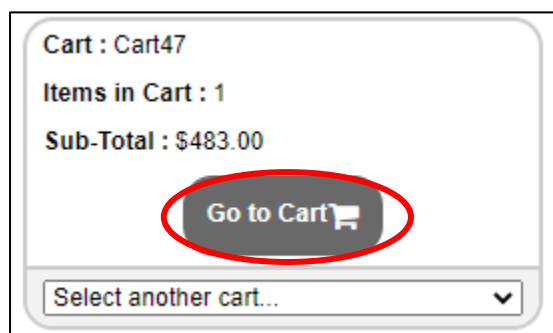 Cart : Cart47
Items in Cart : 1
Sub-Total : $483.00
Go to Cart
Select another cart...